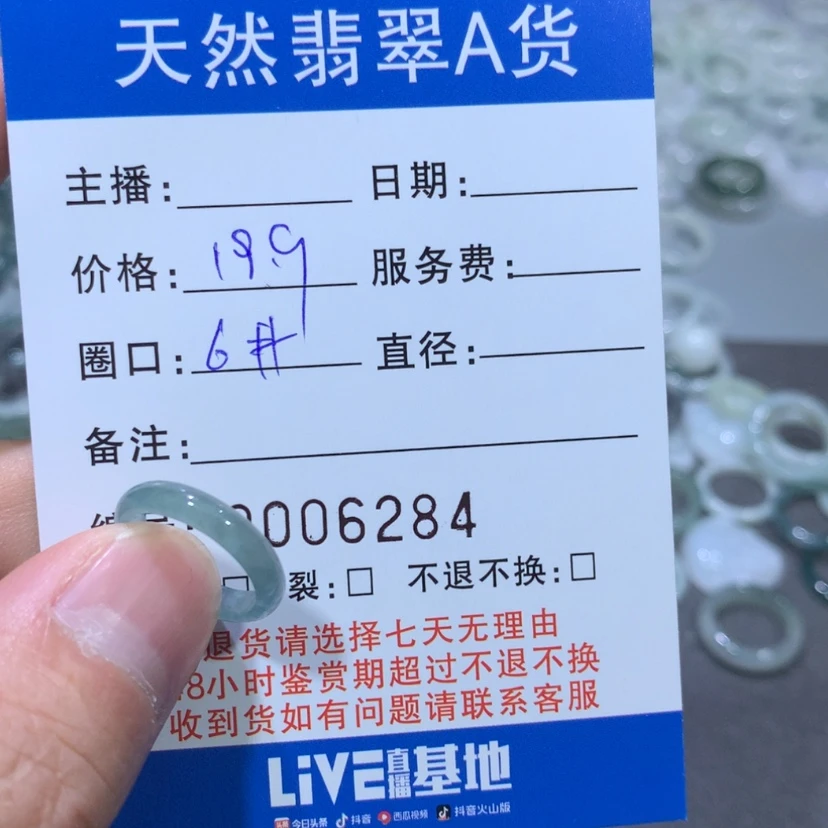 天然翡翠A货
主播: 日期:
价格: 19.9 服务费:
圈口: 6# 直径:
备注:
006284
裂:□ 不退不换:□
退货请选择七天无理由
8小时鉴赏期超过不退不换
收到货如有问题请联系客服
LiVE直播基地
今日头条 抖音 西瓜视频 抖音火山版